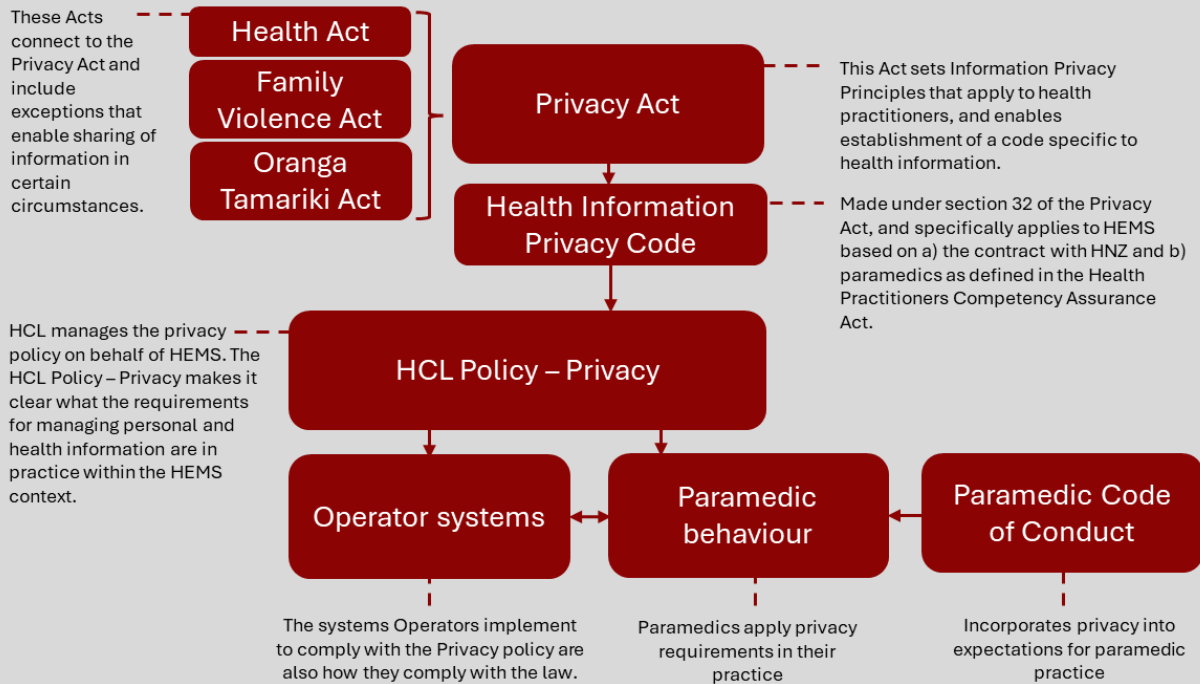 These Acts
connect to the
Privacy Act and
include
exceptions that
enable sharing of
information in
certain
circumstances.
Health Act
Family
Violence Act
Oranga
Tamariki Act
Privacy Act
This Act sets Information Privacy
Principles that apply to health
practitioners, and enables
establishment of a code specific to
health information.
Health Information
Privacy Code
Made under section 32 of the Privacy
Act, and specifically applies to HEMS
based on a) the contract with HNZ and b)
paramedics as defined in the Health
Practitioners Competency Assurance
Act.
HCL manages the privacy
policy on behalf of HEMS. The
HCL Policy – Privacy makes it
clear what the requirements
for managing personal and
health information are in
practice within the HEMS
context.
HCL Policy – Privacy
Operator systems
Paramedic
behaviour
Paramedic Code
of Conduct
The systems Operators implement
to comply with the Privacy policy are
also how they comply with the law.
Paramedics apply privacy
requirements in their
practice
Incorporates privacy into
expectations for paramedic
practice